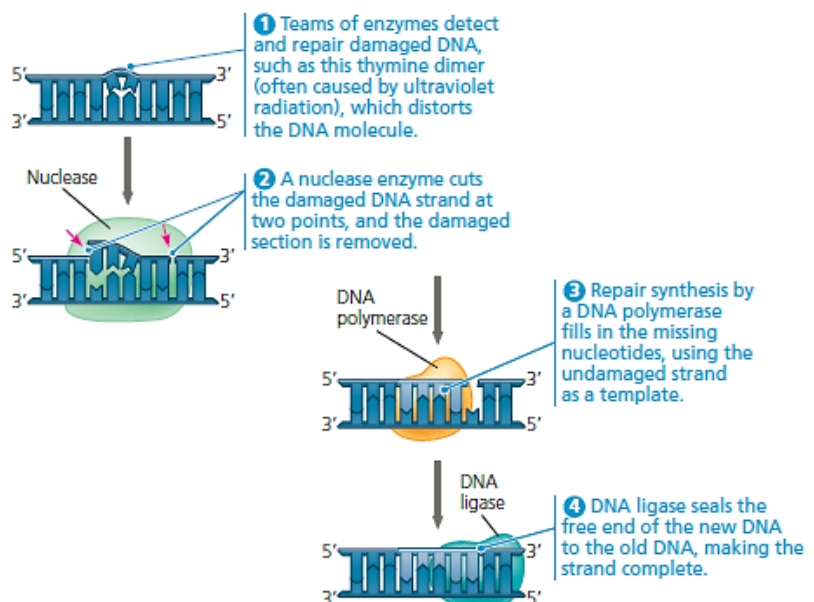 1 Teams of enzymes detect
and repair damaged DNA,
such as this thymine dimer
(often caused by ultraviolet
radiation), which distorts
the DNA molecule.
5′ 3′
3′ 5′
Nuclease
2 A nuclease enzyme cuts
the damaged DNA strand at
two points, and the damaged
section is removed.
5′ 3′
3′ 5′
DNA
polymerase
3 Repair synthesis by
a DNA polymerase
fills in the missing
nucleotides, using the
undamaged strand
as a template.
5′ 3′
3′ 5′
DNA
ligase
4 DNA ligase seals the
free end of the new DNA
to the old DNA, making the
strand complete.
5′ 3′
3′ 5′